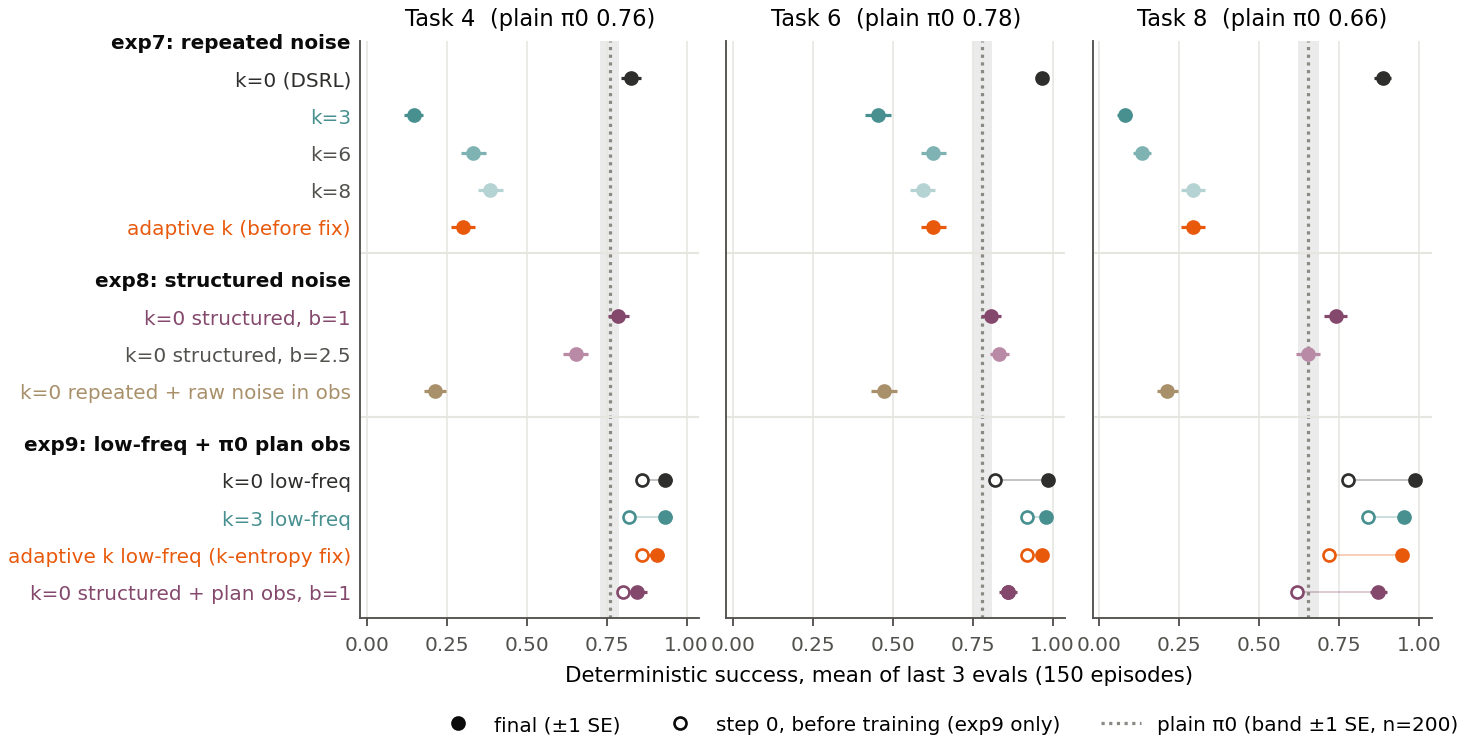 Task 4  (plain π0 0.76)
Task 6  (plain π0 0.78)
Task 8  (plain π0 0.66)
exp7: repeated noise
k=0 (DSRL)
k=3
k=6
k=8
adaptive k (before fix)
exp8: structured noise
k=0 structured, b=1
k=0 structured, b=2.5
k=0 repeated + raw noise in obs
exp9: low-freq + π0 plan obs
k=0 low-freq
k=3 low-freq
adaptive k low-freq (k-entropy fix)
k=0 structured + plan obs, b=1
0.00 0.25 0.50 0.75 1.00 0.00 0.25 0.50 0.75 1.00 0.00 0.25 0.50 0.75 1.00
Deterministic success, mean of last 3 evals (150 episodes)
final (±1 SE) step 0, before training (exp9 only) plain π0 (band ±1 SE, n=200)